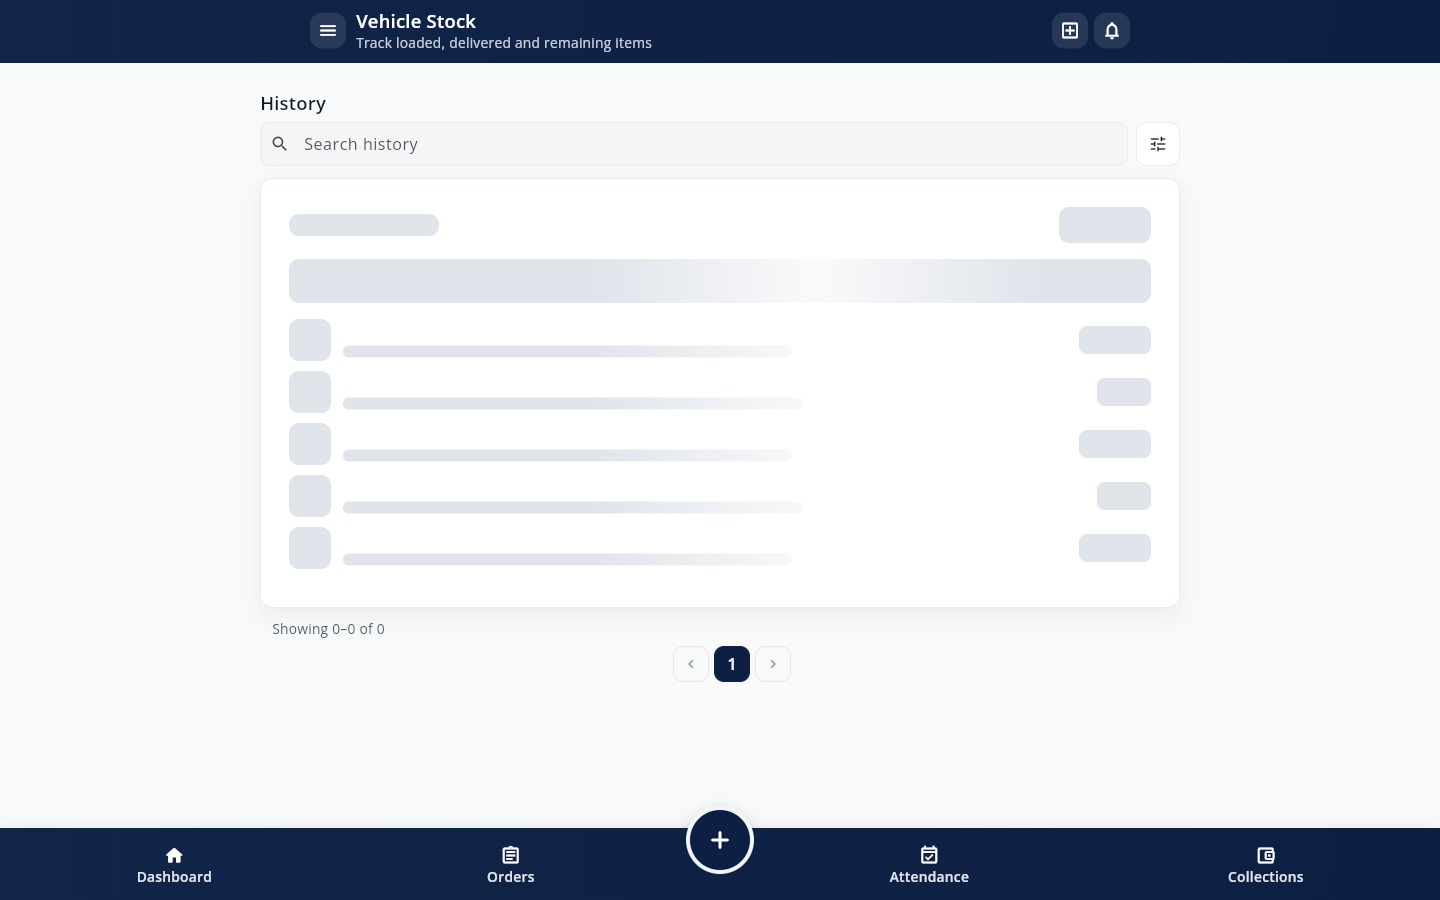 Vehicle Stock
Track loaded, delivered and remaining items
History
Search history
Showing 0–0 of 0
1
Dashboard
Orders
Attendance
Collections